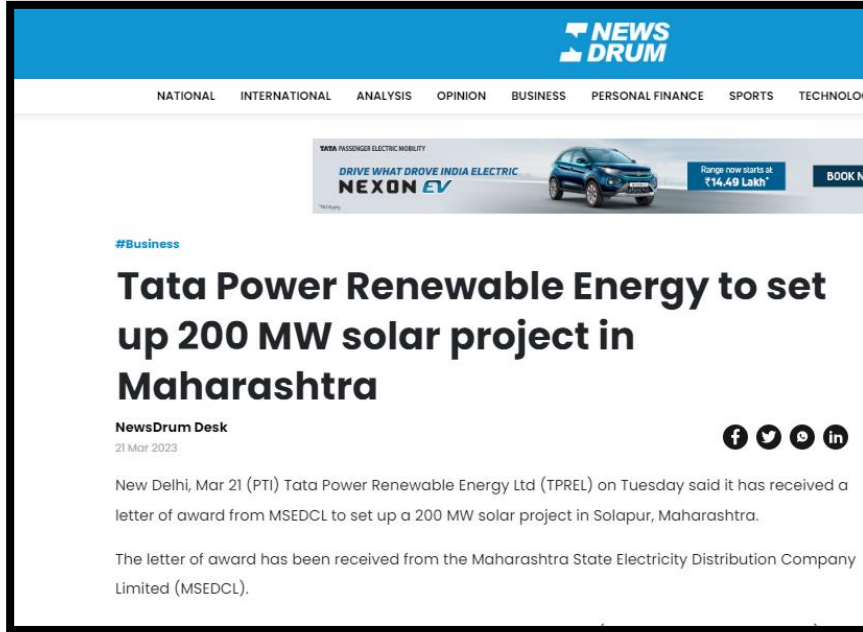 NEWS
DRUM
NATIONAL INTERNATIONAL ANALYSIS OPINION BUSINESS PERSONAL FINANCE SPORTS TECHNOLO
TATA PASSENGER ELECTRIC MOBILITY
DRIVE WHAT DROVE INDIA ELECTRIC
NEXON EV
Range now starts at
₹14.49 Lakh*
BOOK N
#Business
Tata Power Renewable Energy to set
up 200 MW solar project in
Maharashtra
NewsDrum Desk
21 Mar 2023
New Delhi, Mar 21 (PTI) Tata Power Renewable Energy Ltd (TPREL) on Tuesday said it has received a
letter of award from MSEDCL to set up a 200 MW solar project in Solapur, Maharashtra.
The letter of award has been received from the Maharashtra State Electricity Distribution Company
Limited (MSEDCL).